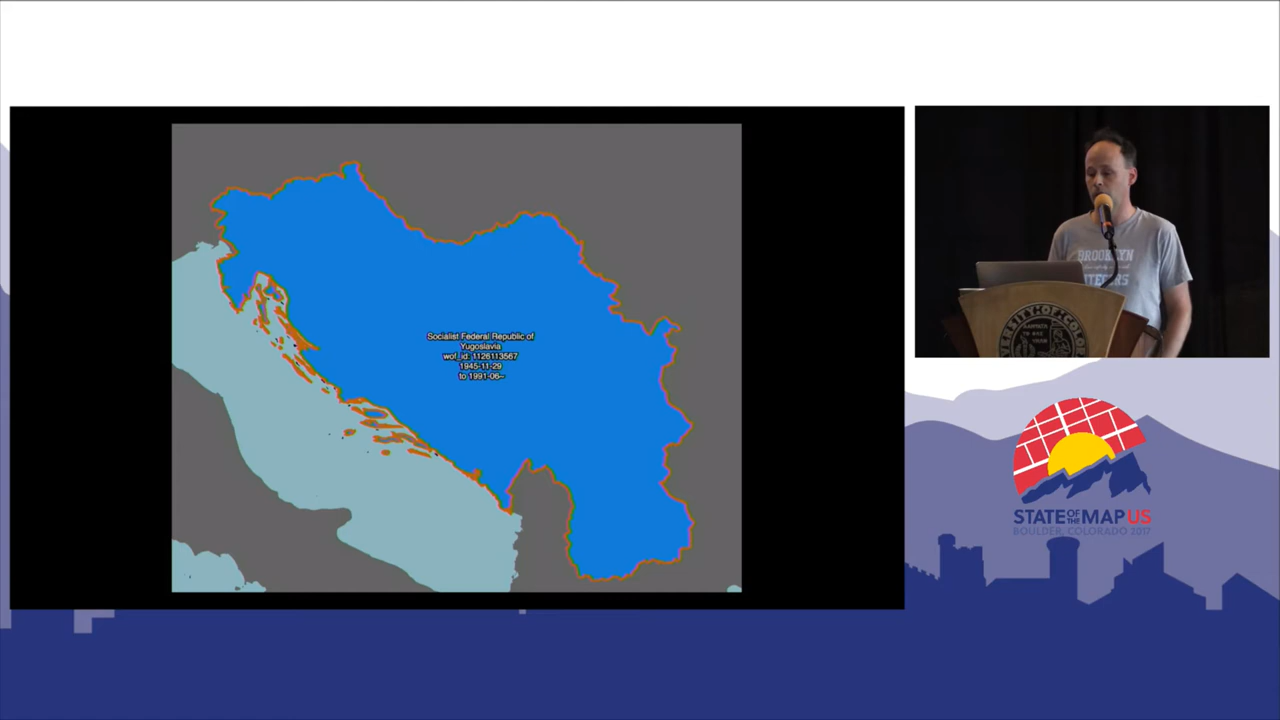 Socialist Federal Republic of
Yugoslavia
wof_id: 1126113567
1945-11-29
to 1991-06~
BROOKLYN
TEGERS
STATE OF THE MAP US
BOULDER, COLORADO 2017